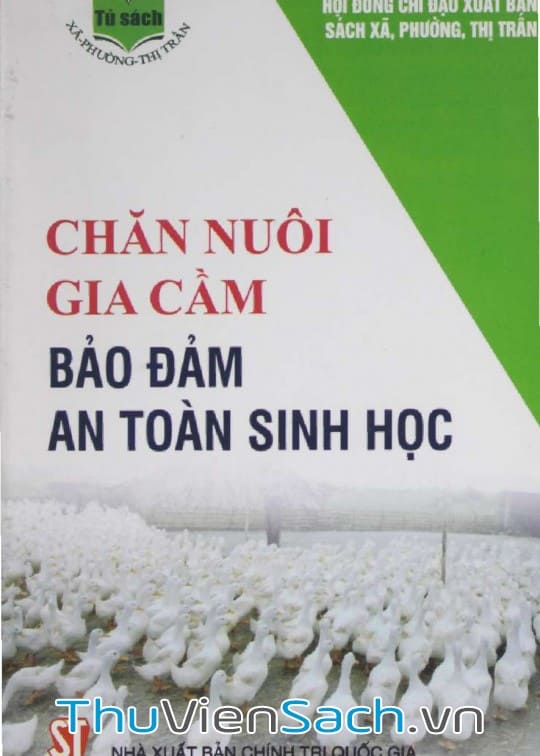 Tủ sách
XÃ-PHƯỜNG-THỊ TRẤN
HỘI ĐỒNG CHỈ ĐẠO XUẤT BẢN
SÁCH XÃ, PHƯỜNG, THỊ TRẤN
CHĂN NUÔI
GIA CẦM
BẢO ĐẢM
AN TOÀN SINH HỌC
ThuVienSach.vn
ST
NHÀ XUẤT BẢN CHÍNH TRỊ QUỐC GIA